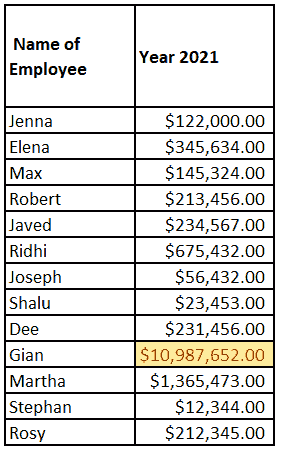 Name of Employee Year 2021
Jenna $122,000.00
Elena $345,634.00
Max $145,324.00
Robert $213,456.00
Javed $234,567.00
Ridhi $675,432.00
Joseph $56,432.00
Shalu $23,453.00
Dee $231,456.00
Gian $10,987,652.00
Martha $1,365,473.00
Stephan $12,344.00
Rosy $212,345.00